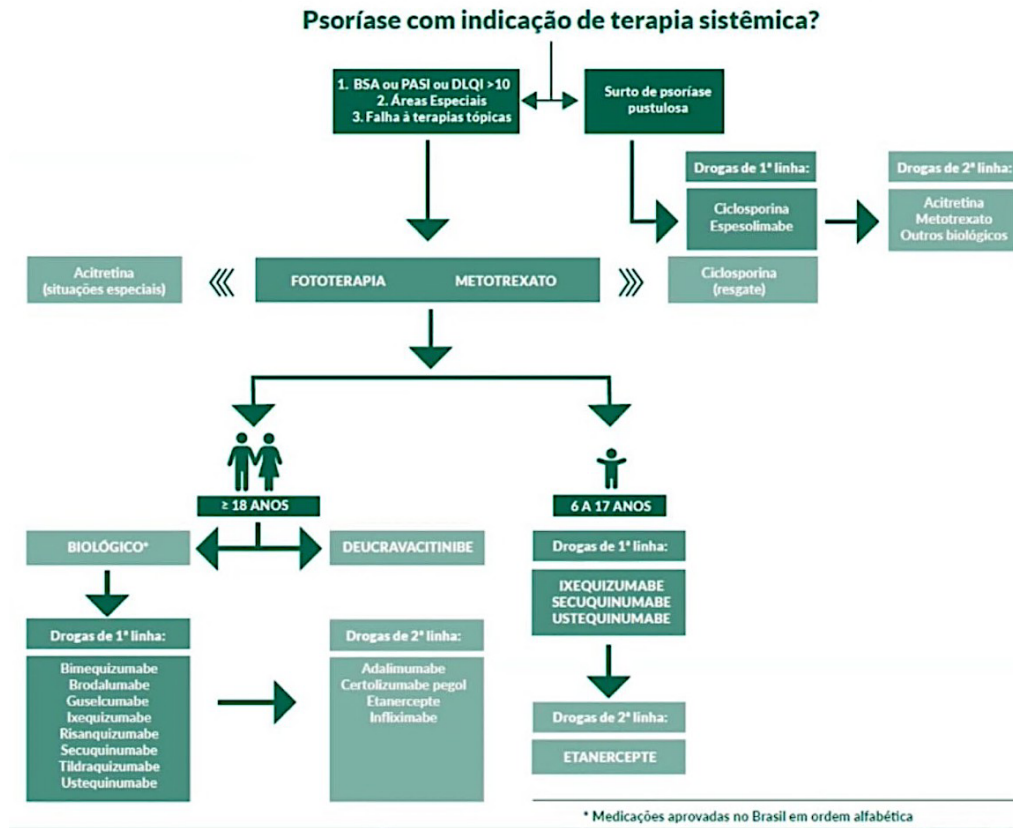 Psoríase com indicação de terapia sistêmica?
1. BSA ou PASI ou DLQI >10
2. Áreas Especiais
3. Falha à terapias tópicas
Surto de psoríase
pustulosa
Drogas de 1ª linha:
Ciclosporina
Espesolimabe
Drogas de 2ª linha:
Acitretina
Metotrexato
Outros biológicos
Acitretina
(situações especiais)
FOTOTERAPIA METOTREXATO
Ciclosporina
(resgate)
≥ 18 ANOS
BIOLÓGICO*
DEUCRAVACITINIBE
Drogas de 1ª linha:
Bimequizumabe
Brodalumabe
Guselcumabe
Ixequizumabe
Risanquizumabe
Secuquinumabe
Tildraquizumabe
Ustequinumabe
Drogas de 2ª linha:
Adalimumabe
Certolizumabe pegol
Etanercepte
Infliximabe
6 A 17 ANOS
Drogas de 1ª linha:
IXEQUIZUMABE
SECUQUINUMABE
USTEQUINUMABE
Drogas de 2ª linha:
ETANERCEPTE
* Medicações aprovadas no Brasil em ordem alfabética